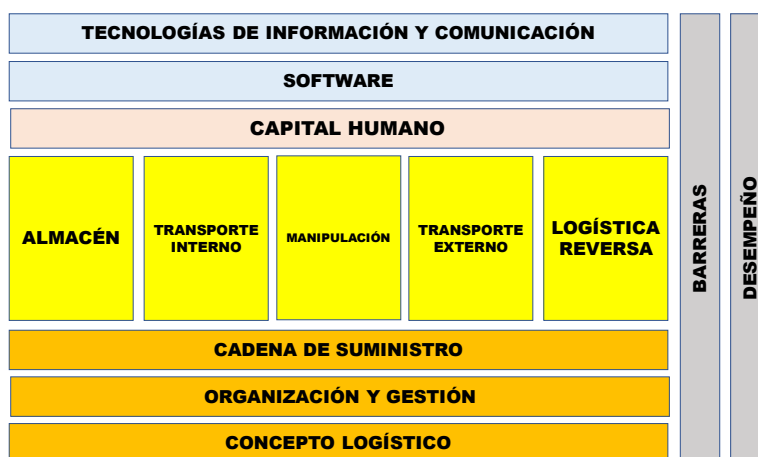 TECNOLOGÍAS DE INFORMACIÓN Y COMUNICACIÓN
SOFTWARE
CAPITAL HUMANO
ALMACÉN
TRANSPORTE
INTERNO
MANIPULACIÓN
TRANSPORTE
EXTERNO
LOGÍSTICA
REVERSA
CADENA DE SUMINISTRO
ORGANIZACIÓN Y GESTIÓN
CONCEPTO LOGÍSTICO
BARRERAS
DESEMPEÑO